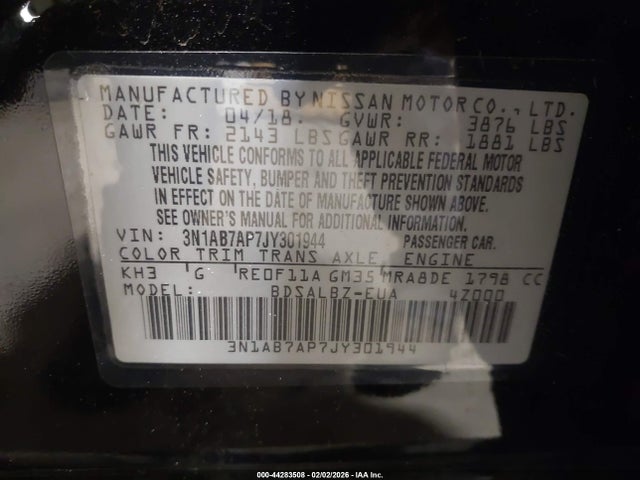 MANUFACTURED BY NISSAN MOTOR CO., LTD.
DATE: 04/18 GVWR: 3876 LBS
GAWR FR: 2143 LBS GAWR RR: 1881 LBS
THIS VEHICLE CONFORMS TO ALL APPLICABLE FEDERAL MOTOR
VEHICLE SAFETY, BUMPER AND THEFT PREVENTION STANDARDS
IN EFFECT ON THE DATE OF MANUFACTURE SHOWN ABOVE.
SEE OWNER'S MANUAL FOR ADDITIONAL INFORMATION.
VIN: 3N1AB7AP7JY301944 PASSENGER CAR.
COLOR TRIM TRANS AXLE, ENGINE
KH3 G RE0F11A GM35 MRA8DE 1798 CC
MODEL: BDSALBZ-EUA 4Z000
3N1AB7AP7JY301944
000-44283508 - 02/02/2026 - IAA Inc.